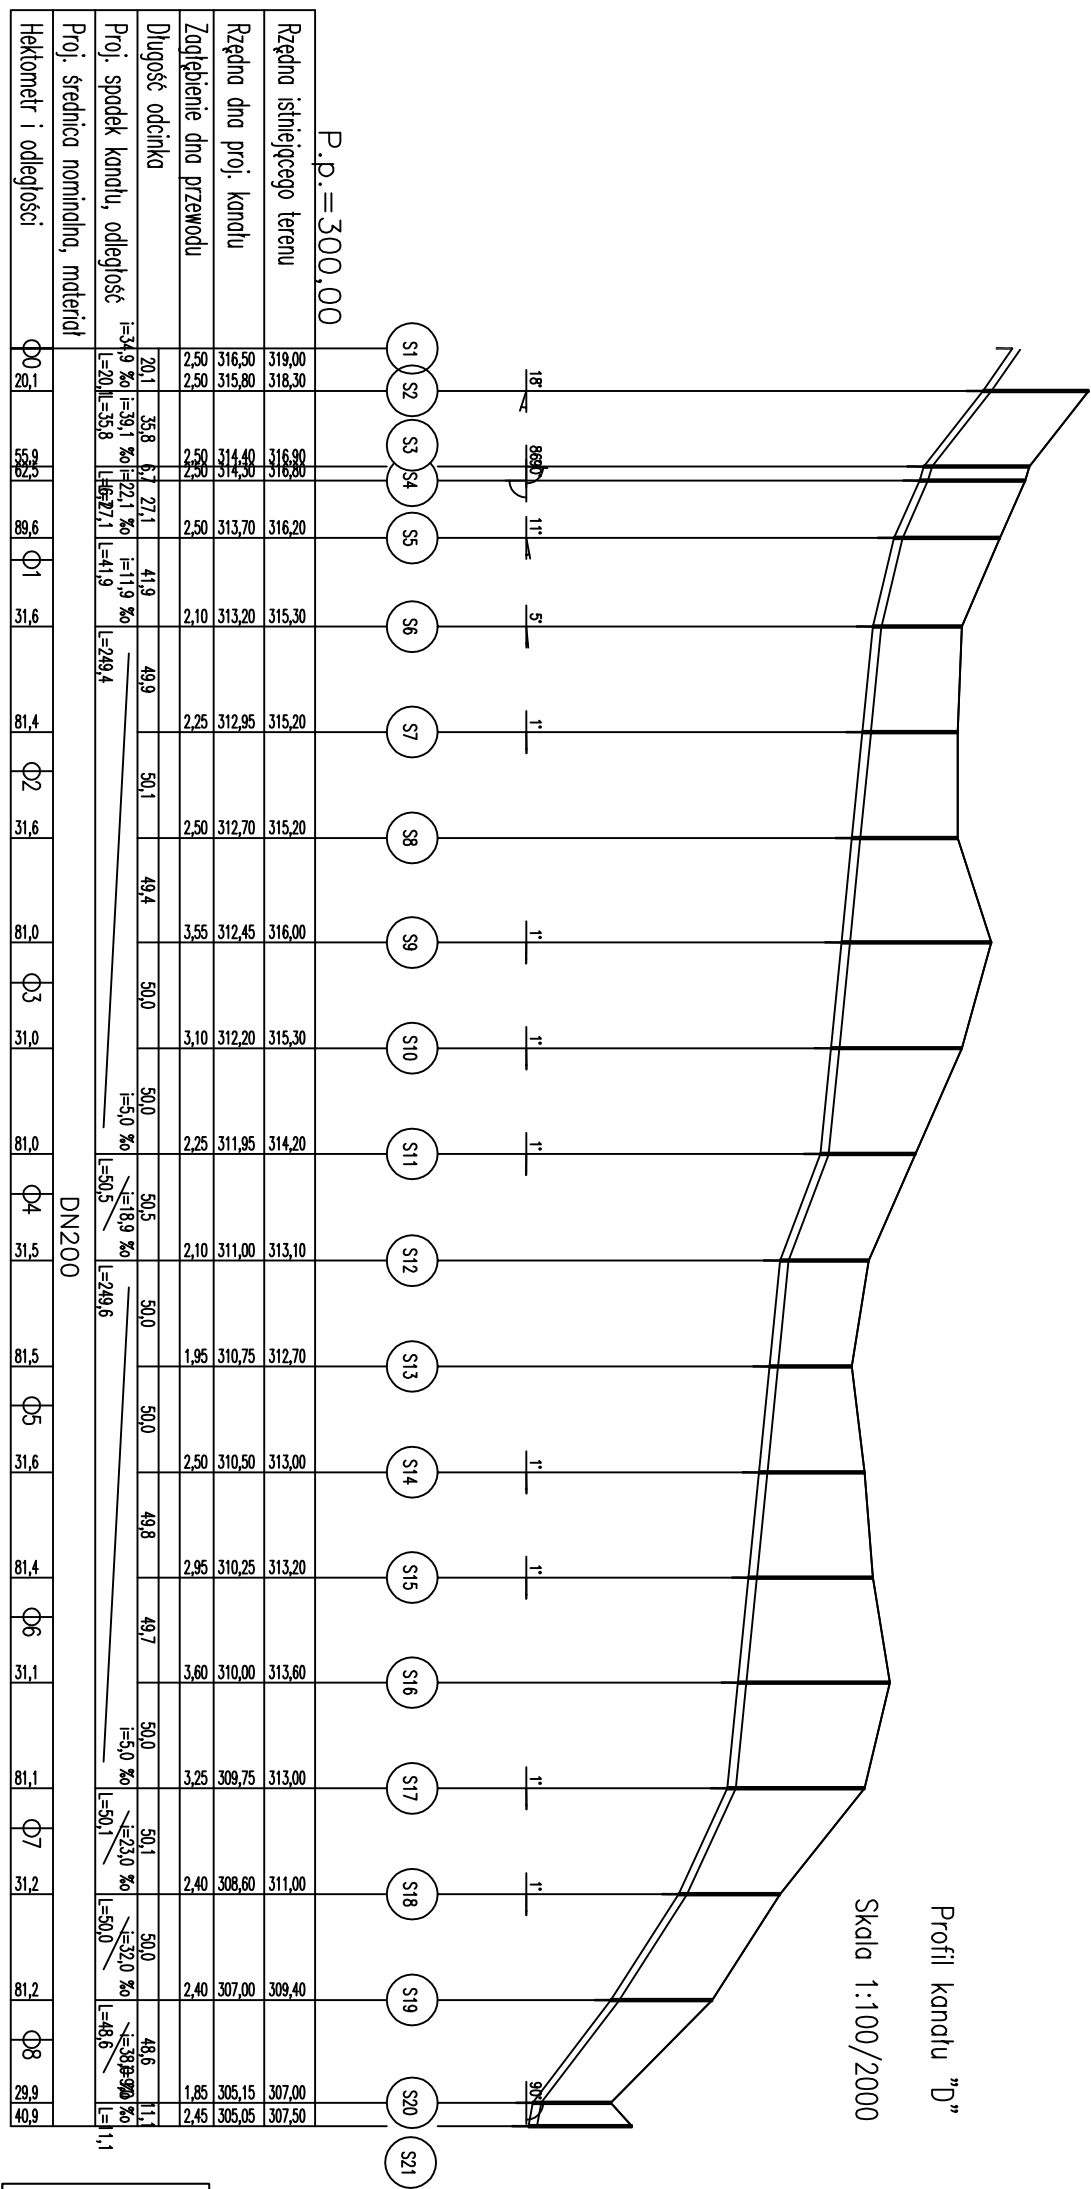 Profil kanału "D"
Skala 1:100/2000
18° 11° 5° 1° 1° 1° 1° 1° 1° 1° 1° 90°
S1 S2 S3 S4 S5 S6 S7 S8 S9 S10 S11 S12 S13 S14 S15 S16 S17 S18 S19 S20 S21
P.p.=300,00
Rzędna istniejącego terenu 319,00 318,30 316,90 316,80 316,20 315,30 315,20 315,20 316,00 315,30 314,20 313,10 312,70 313,00 313,20 313,60 313,00 311,00 309,40 307,00 307,50
Rzędna dna proj. kanału 316,50 315,80 314,40 314,30 313,70 313,20 312,95 312,70 312,45 312,20 311,95 311,00 310,75 310,50 310,25 310,00 309,75 308,60 307,00 305,15 305,05
Zagłębienie dna przewodu 2,50 2,50 2,50 2,50 2,50 2,10 2,25 2,50 3,55 3,10 2,25 2,10 1,95 2,50 2,95 3,60 3,25 2,40 2,40 1,85 2,45
Długość odcinka 20,1 35,8 6,7 27,1 41,9 49,9 50,1 49,4 50,0 50,0 50,5 50,0 50,0 49,8 49,7 50,0 50,1 50,0 48,6 11,1
Proj. spadek kanału, odległość i=34,9 ‰ i=39,1 ‰ i=22,1 ‰ i=11,9 ‰ i=5,0 ‰ i=18,9 ‰ i=5,0 ‰ i=23,0 ‰ i=32,0 ‰
L=20,1 L=35,8 L=27,1 L=41,9 L=249,4 L=50,5 L=249,6 L=50,1 L=50,0 L=48,6 L=11,1
Proj. średnica nominalna, materiał DN200
Hektometr i odległości 0 20,1 55,9 62,5 89,6 1 31,6 81,4 2 31,6 81,0 3 31,0 81,0 4 31,5 81,5 5 31,6 81,4 6 31,1 81,1 7 31,2 81,2 8 29,9 40,9